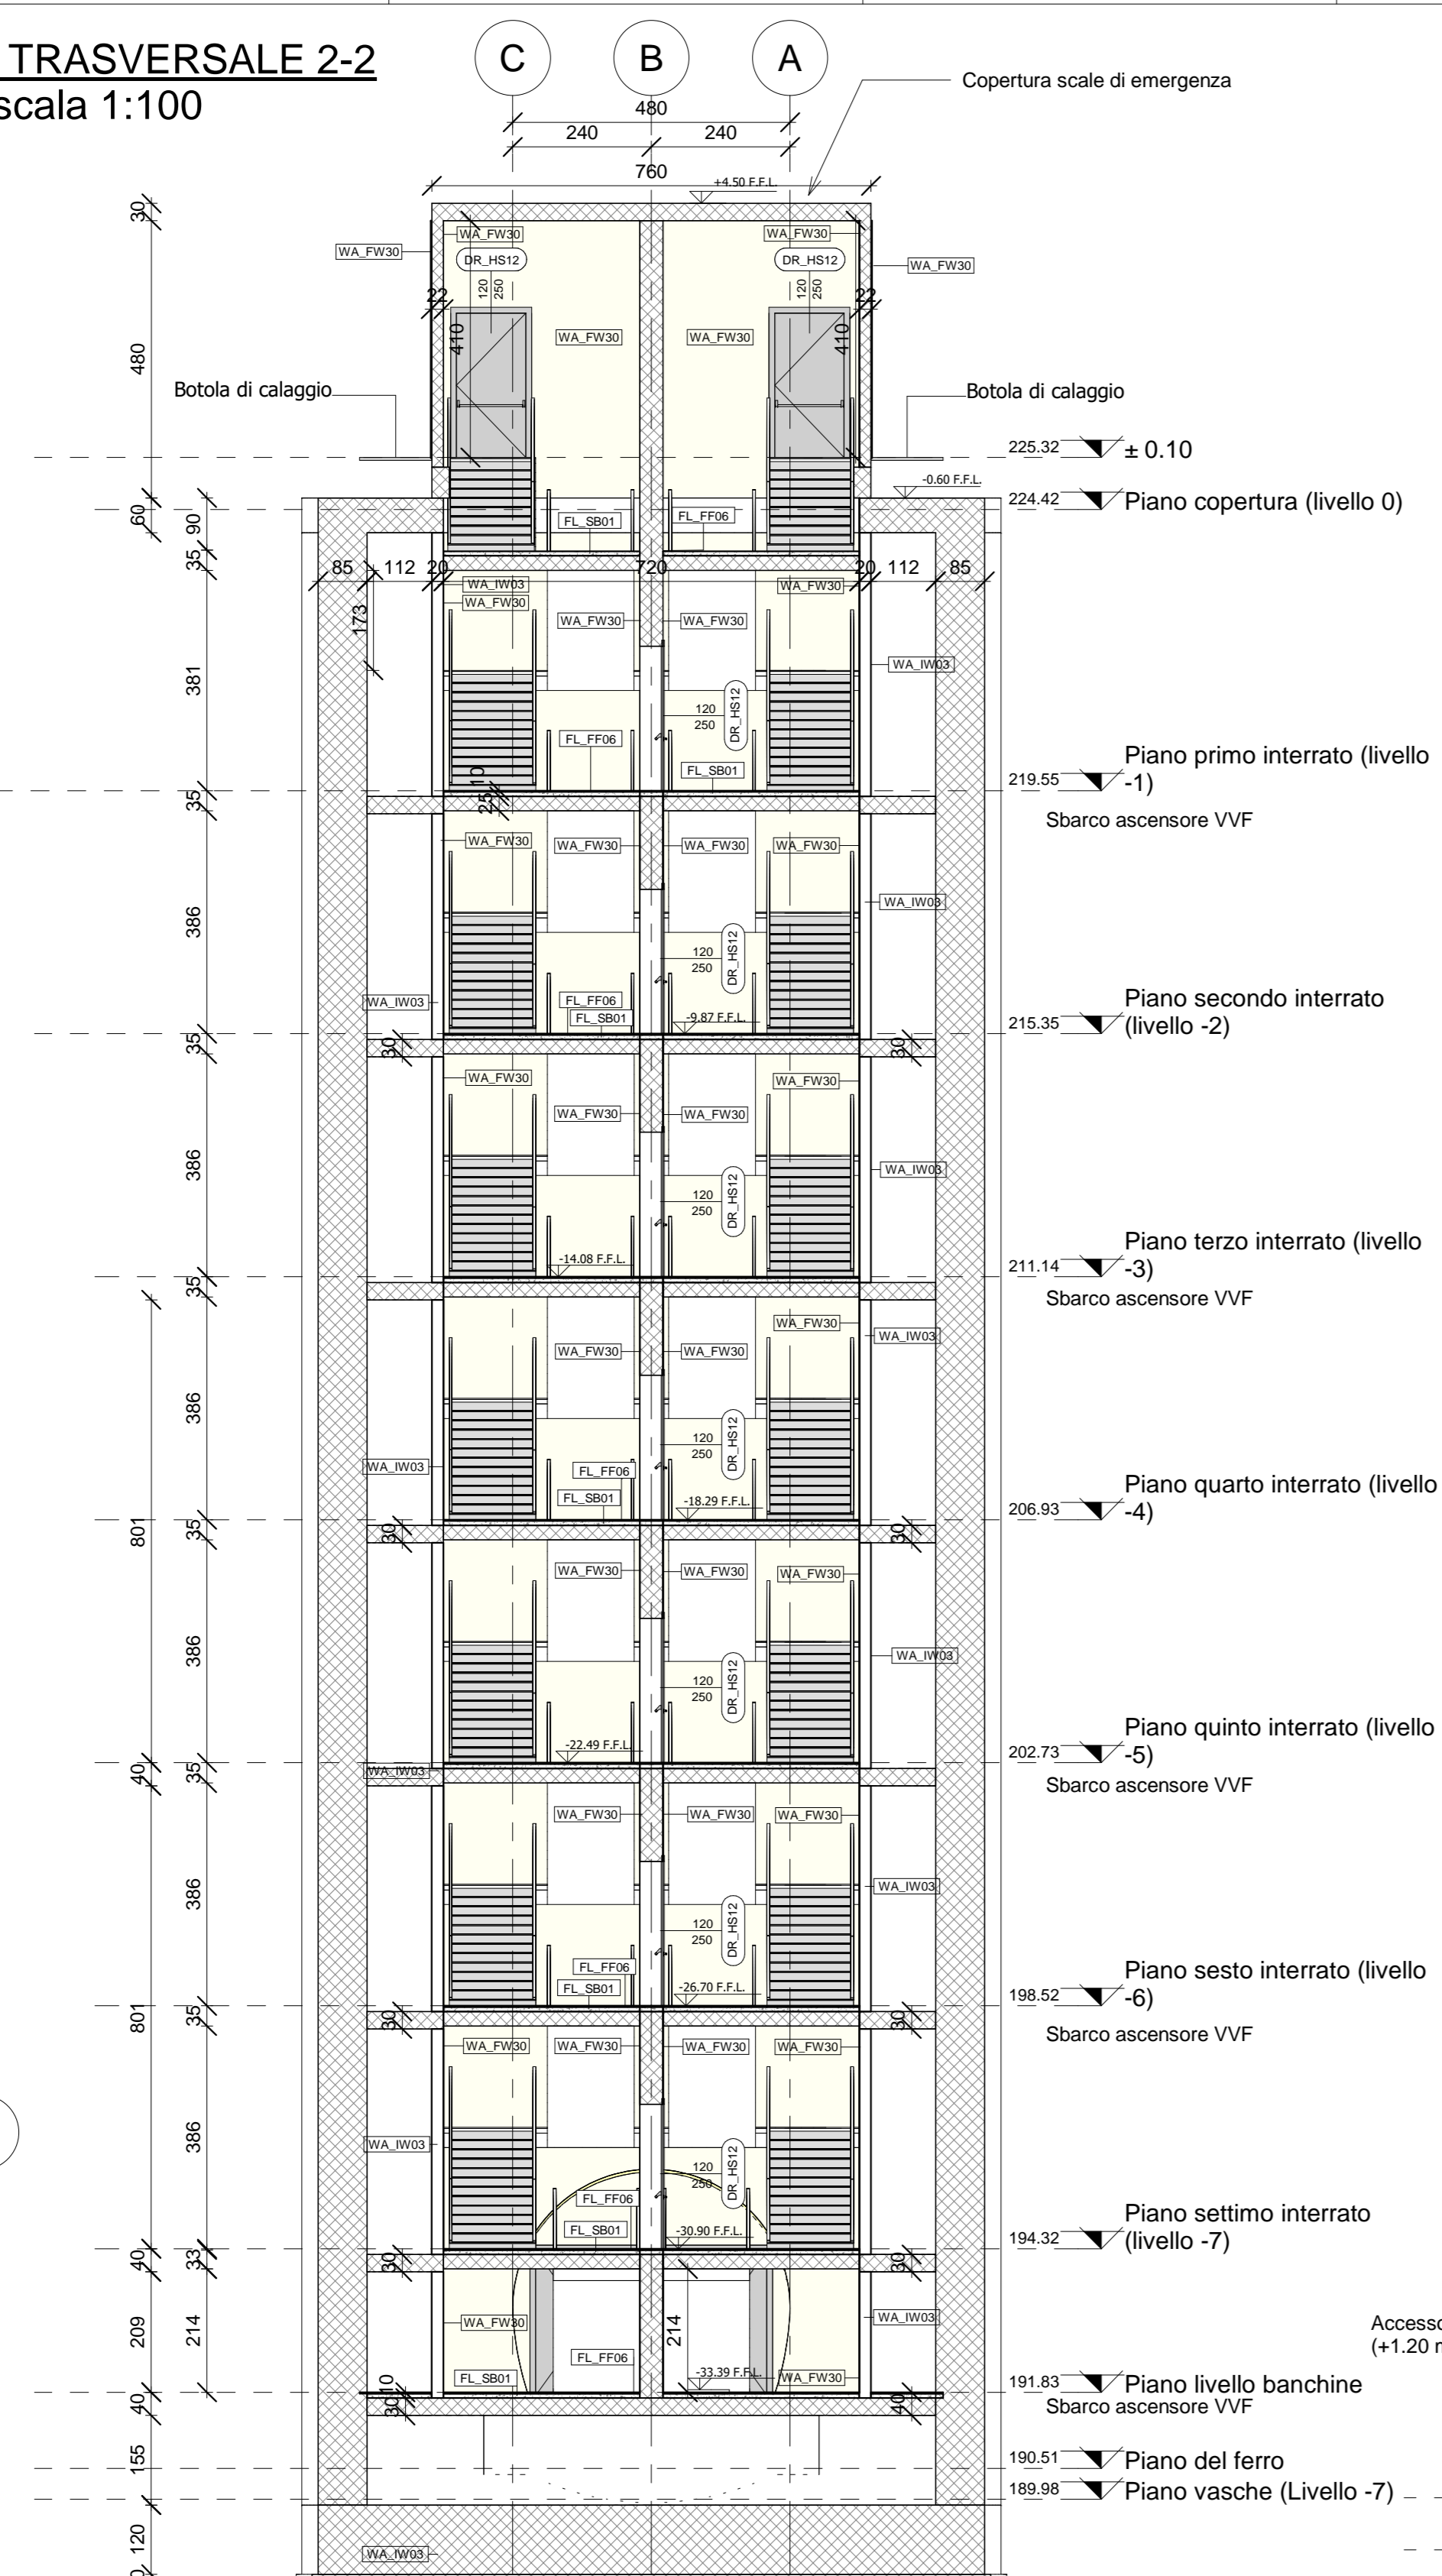 TRASVERSALE 2-2
scala 1:100
C
B
A
Copertura scale di emergenza
480
240
240
760
+4.50 F.F.L.
30
WA_FW30
WA_FW30
WA_FW30
WA_FW30
DR_HS12
DR_HS12
120
250
120
250
22
22
410
410
WA_FW30
WA_FW30
480
Botola di calaggio
Botola di calaggio
225.32
± 0.10
-0.60 F.F.L.
224.42
Piano copertura (livello 0)
60
90
FL_SB01
FL_FF06
35
85
112
20
720
20
112
85
WA_IW03
WA_FW30
WA_FW30
173
WA_FW30
WA_FW30
381
WA_IW03
120
250
DR_HS12
FL_FF06
FL_SB01
Piano primo interrato (livello
-1)
219.55
35
10
25
Sbarco ascensore VVF
WA_FW30
WA_FW30
WA_FW30
WA_FW30
386
WA_IW03
120
250
DR_HS12
WA_IW03
FL_FF06
FL_SB01
-9.87 F.F.L.
Piano secondo interrato
(livello -2)
215.35
35
30
30
WA_FW30
WA_FW30
WA_FW30
WA_FW30
386
WA_IW03
120
250
DR_HS12
-14.08 F.F.L.
Piano terzo interrato (livello
-3)
211.14
35
Sbarco ascensore VVF
WA_FW30
WA_IW03
WA_FW30
WA_FW30
386
120
250
DR_HS12
WA_IW03
FL_FF06
FL_SB01
-18.29 F.F.L.
Piano quarto interrato (livello
-4)
206.93
801
35
30
30
WA_FW30
WA_FW30
WA_FW30
386
WA_IW03
120
250
DR_HS12
-22.49 F.F.L.
Piano quinto interrato (livello
-5)
202.73
40
35
WA_IW03
Sbarco ascensore VVF
WA_FW30
WA_FW30
WA_FW30
386
WA_IW03
120
250
DR_HS12
FL_FF06
FL_SB01
-26.70 F.F.L.
Piano sesto interrato (livello
-6)
198.52
801
35
30
30
Sbarco ascensore VVF
WA_FW30
WA_FW30
WA_FW30
WA_FW30
386
WA_IW03
120
250
DR_HS12
FL_FF06
FL_SB01
-30.90 F.F.L.
Piano settimo interrato
(livello -7)
194.32
40
33
30
30
209
214
WA_FW30
214
WA_IW03
FL_FF06
FL_SB01
-33.39 F.F.L.
WA_FW30
Accesso
(+1.20 m
191.83
Piano livello banchine
Sbarco ascensore VVF
40
10
30
40
155
190.51
Piano del ferro
189.98
Piano vasche (Livello -7)
120
WA_IW03